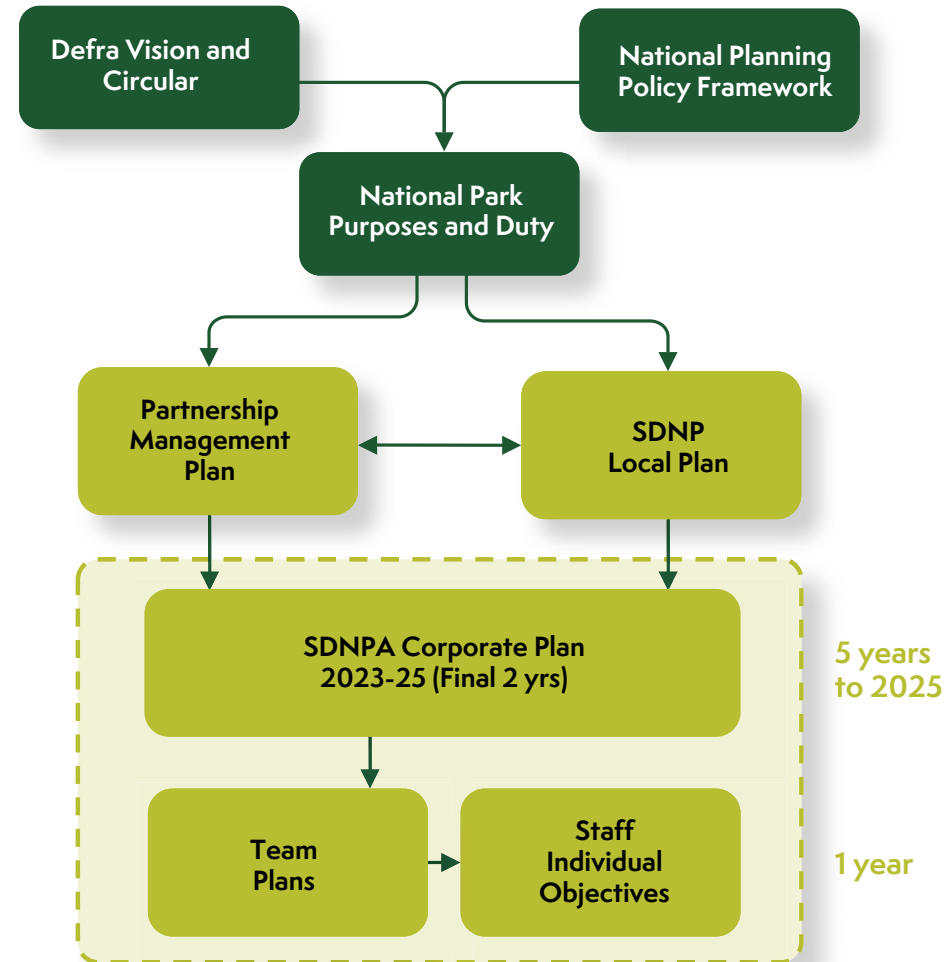 Defra Vision and
Circular
National Planning
Policy Framework
National Park
Purposes and Duty
Partnership
Management
Plan
SDNP
Local Plan
SDNPA Corporate Plan
2023-25 (Final 2 yrs)
5 years
to 2025
Team
Plans
Staff
Individual
Objectives
1 year